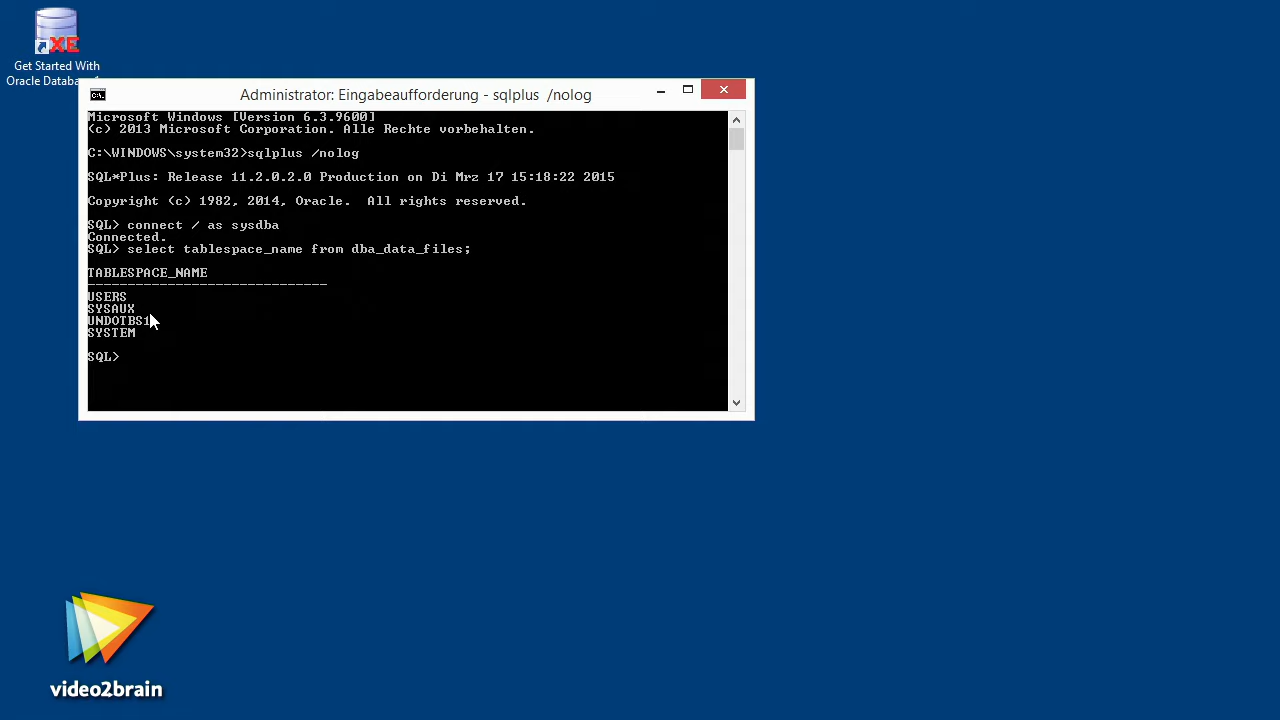 XE
Get Started With
Oracle Databa
Administrator: Eingabeaufforderung - sqlplus /nolog
Microsoft Windows [Version 6.3.9600]
(c) 2013 Microsoft Corporation. Alle Rechte vorbehalten.
C:\WINDOWS\system32>sqlplus /nolog
SQL*Plus: Release 11.2.0.2.0 Production on Di Mrz 17 15:18:22 2015
Copyright (c) 1982, 2014, Oracle.  All rights reserved.
SQL> connect / as sysdba
Connected.
SQL> select tablespace_name from dba_data_files;
TABLESPACE_NAME
------------------------------
USERS
SYSAUX
UNDOTBS1
SYSTEM
SQL>
video2brain